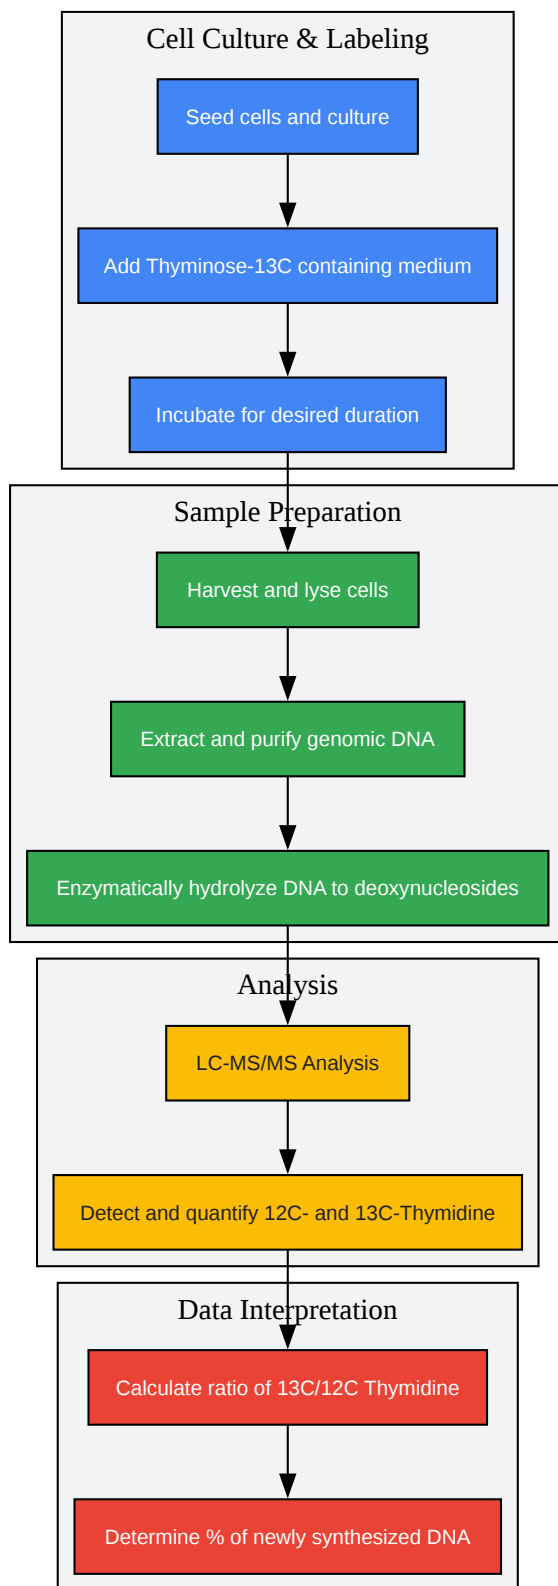 Cell Culture & Labeling
Seed cells and culture
Add Thyminose-13C containing medium
Incubate for desired duration
Sample Preparation
Harvest and lyse cells
Extract and purify genomic DNA
Enzymatically hydrolyze DNA to deoxynucleosides
Analysis
LC-MS/MS Analysis
Detect and quantify 12C- and 13C-Thymidine
Data Interpretation
Calculate ratio of 13C/12C Thymidine
Determine % of newly synthesized DNA